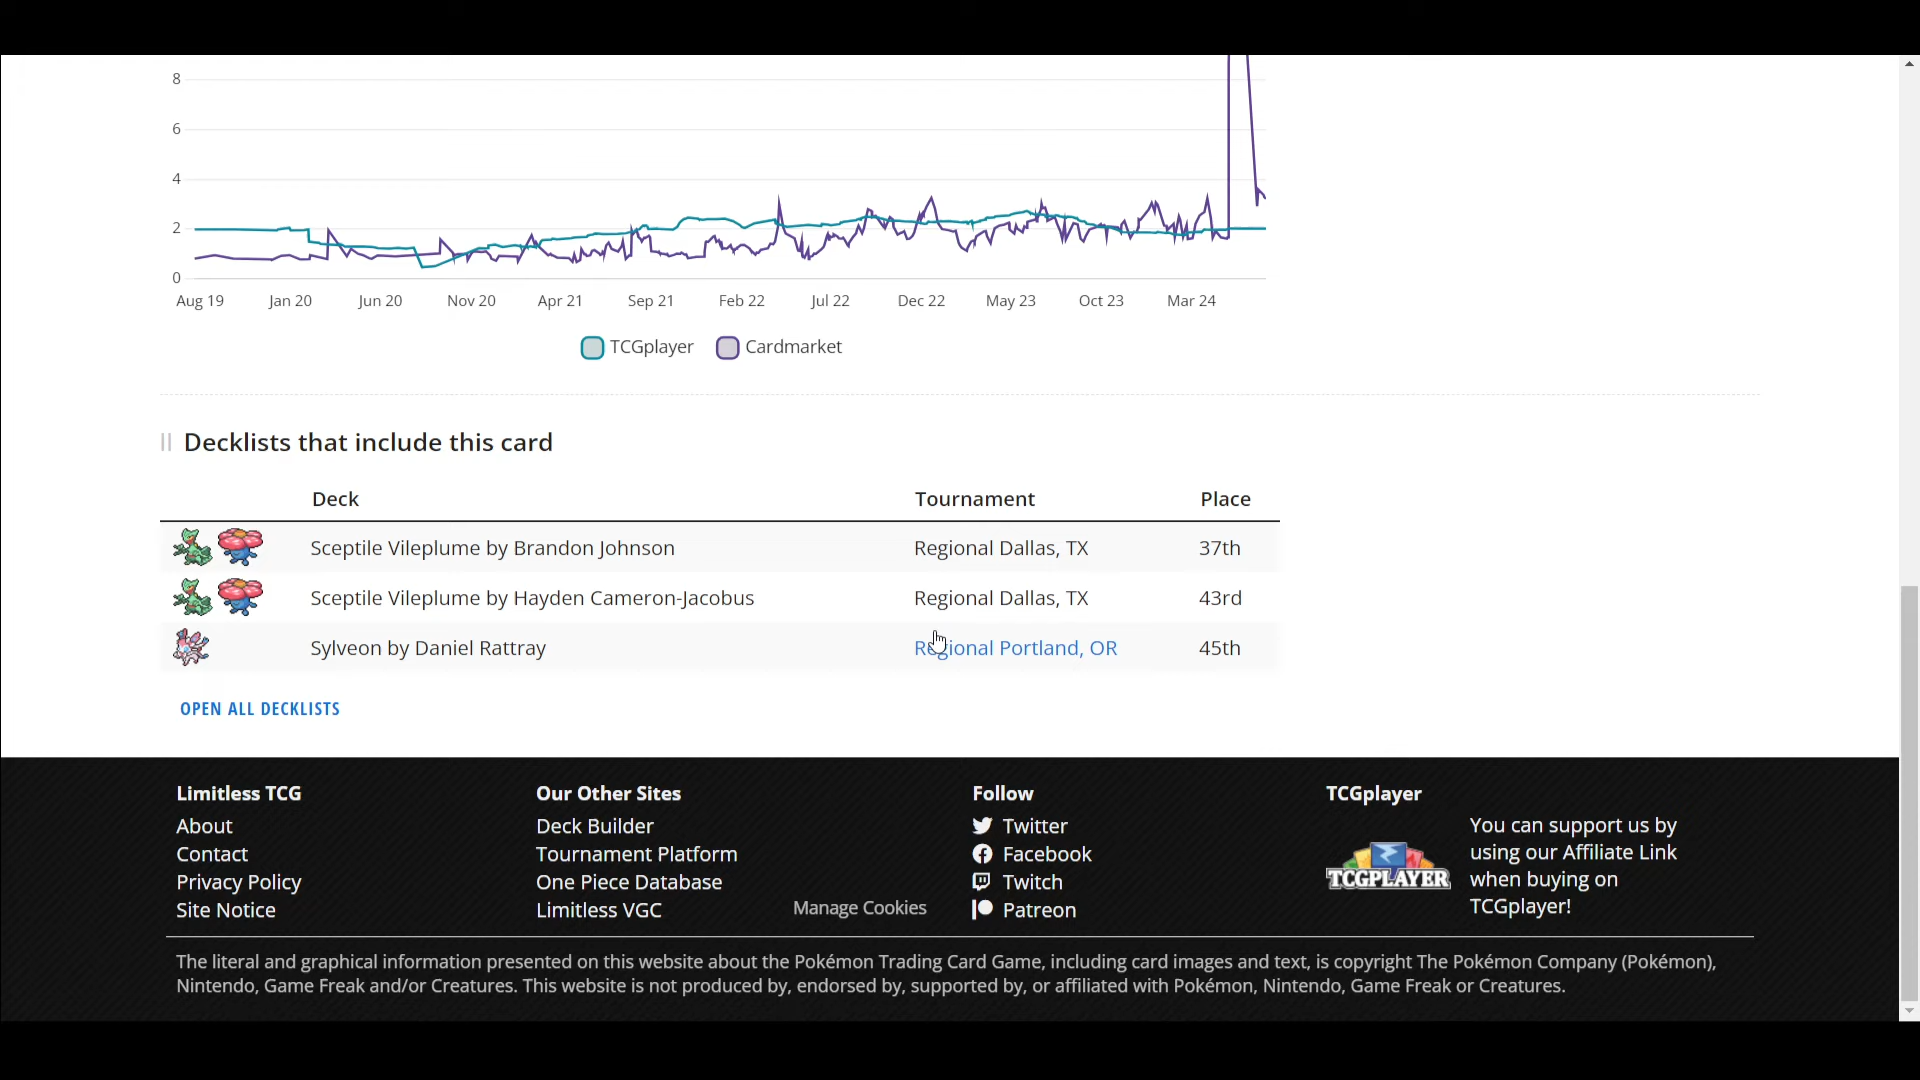 8
6
4
2
0
Aug 19 Jan 20 Jun 20 Nov 20 Apr 21 Sep 21 Feb 22 Jul 22 Dec 22 May 23 Oct 23 Mar 24
TCGplayer Cardmarket
Decklists that include this card
Deck Tournament Place
Sceptile Vileplume by Brandon Johnson Regional Dallas, TX 37th
Sceptile Vileplume by Hayden Cameron-Jacobus Regional Dallas, TX 43rd
Sylveon by Daniel Rattray Regional Portland, OR 45th
OPEN ALL DECKLISTS
Limitless TCG
About
Contact
Privacy Policy
Site Notice
Our Other Sites
Deck Builder
Tournament Platform
One Piece Database
Limitless VGC
Manage Cookies
Follow
Twitter
Facebook
Twitch
Patreon
TCGplayer
TCGPLAYER
You can support us by
using our Affiliate Link
when buying on
TCGplayer!
The literal and graphical information presented on this website about the Pokémon Trading Card Game, including card images and text, is copyright The Pokémon Company (Pokémon),
Nintendo, Game Freak and/or Creatures. This website is not produced by, endorsed by, supported by, or affiliated with Pokémon, Nintendo, Game Freak or Creatures.